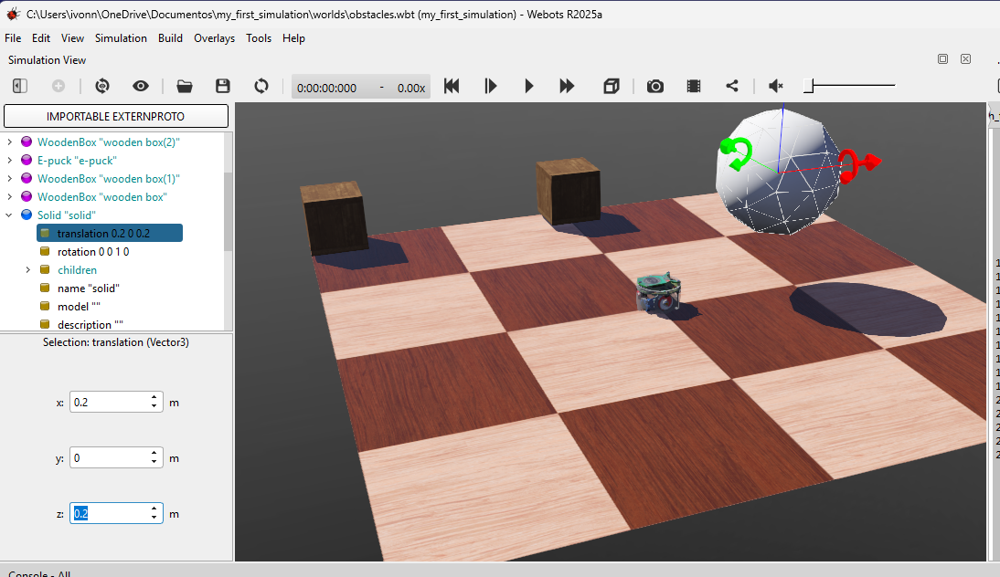 C:\Users\ivonn\OneDrive\Documentos\my_first_simulation\worlds\obstacles.wbt (my_first_simulation) - Webots R2025a
File Edit View Simulation Build Overlays Tools Help
Simulation View
0:00:00:000 - 0.00x
IMPORTABLE EXTERNPROTO
WoodenBox "wooden box(2)"
E-puck "e-puck"
WoodenBox "wooden box(1)"
WoodenBox "wooden box"
Solid "solid"
translation 0.2 0 0.2
rotation 0 0 1 0
children
name "solid"
model ""
description ""
Selection: translation (Vector3)
x: 0.2 m
y: 0 m
z: 0.2 m
Console - All